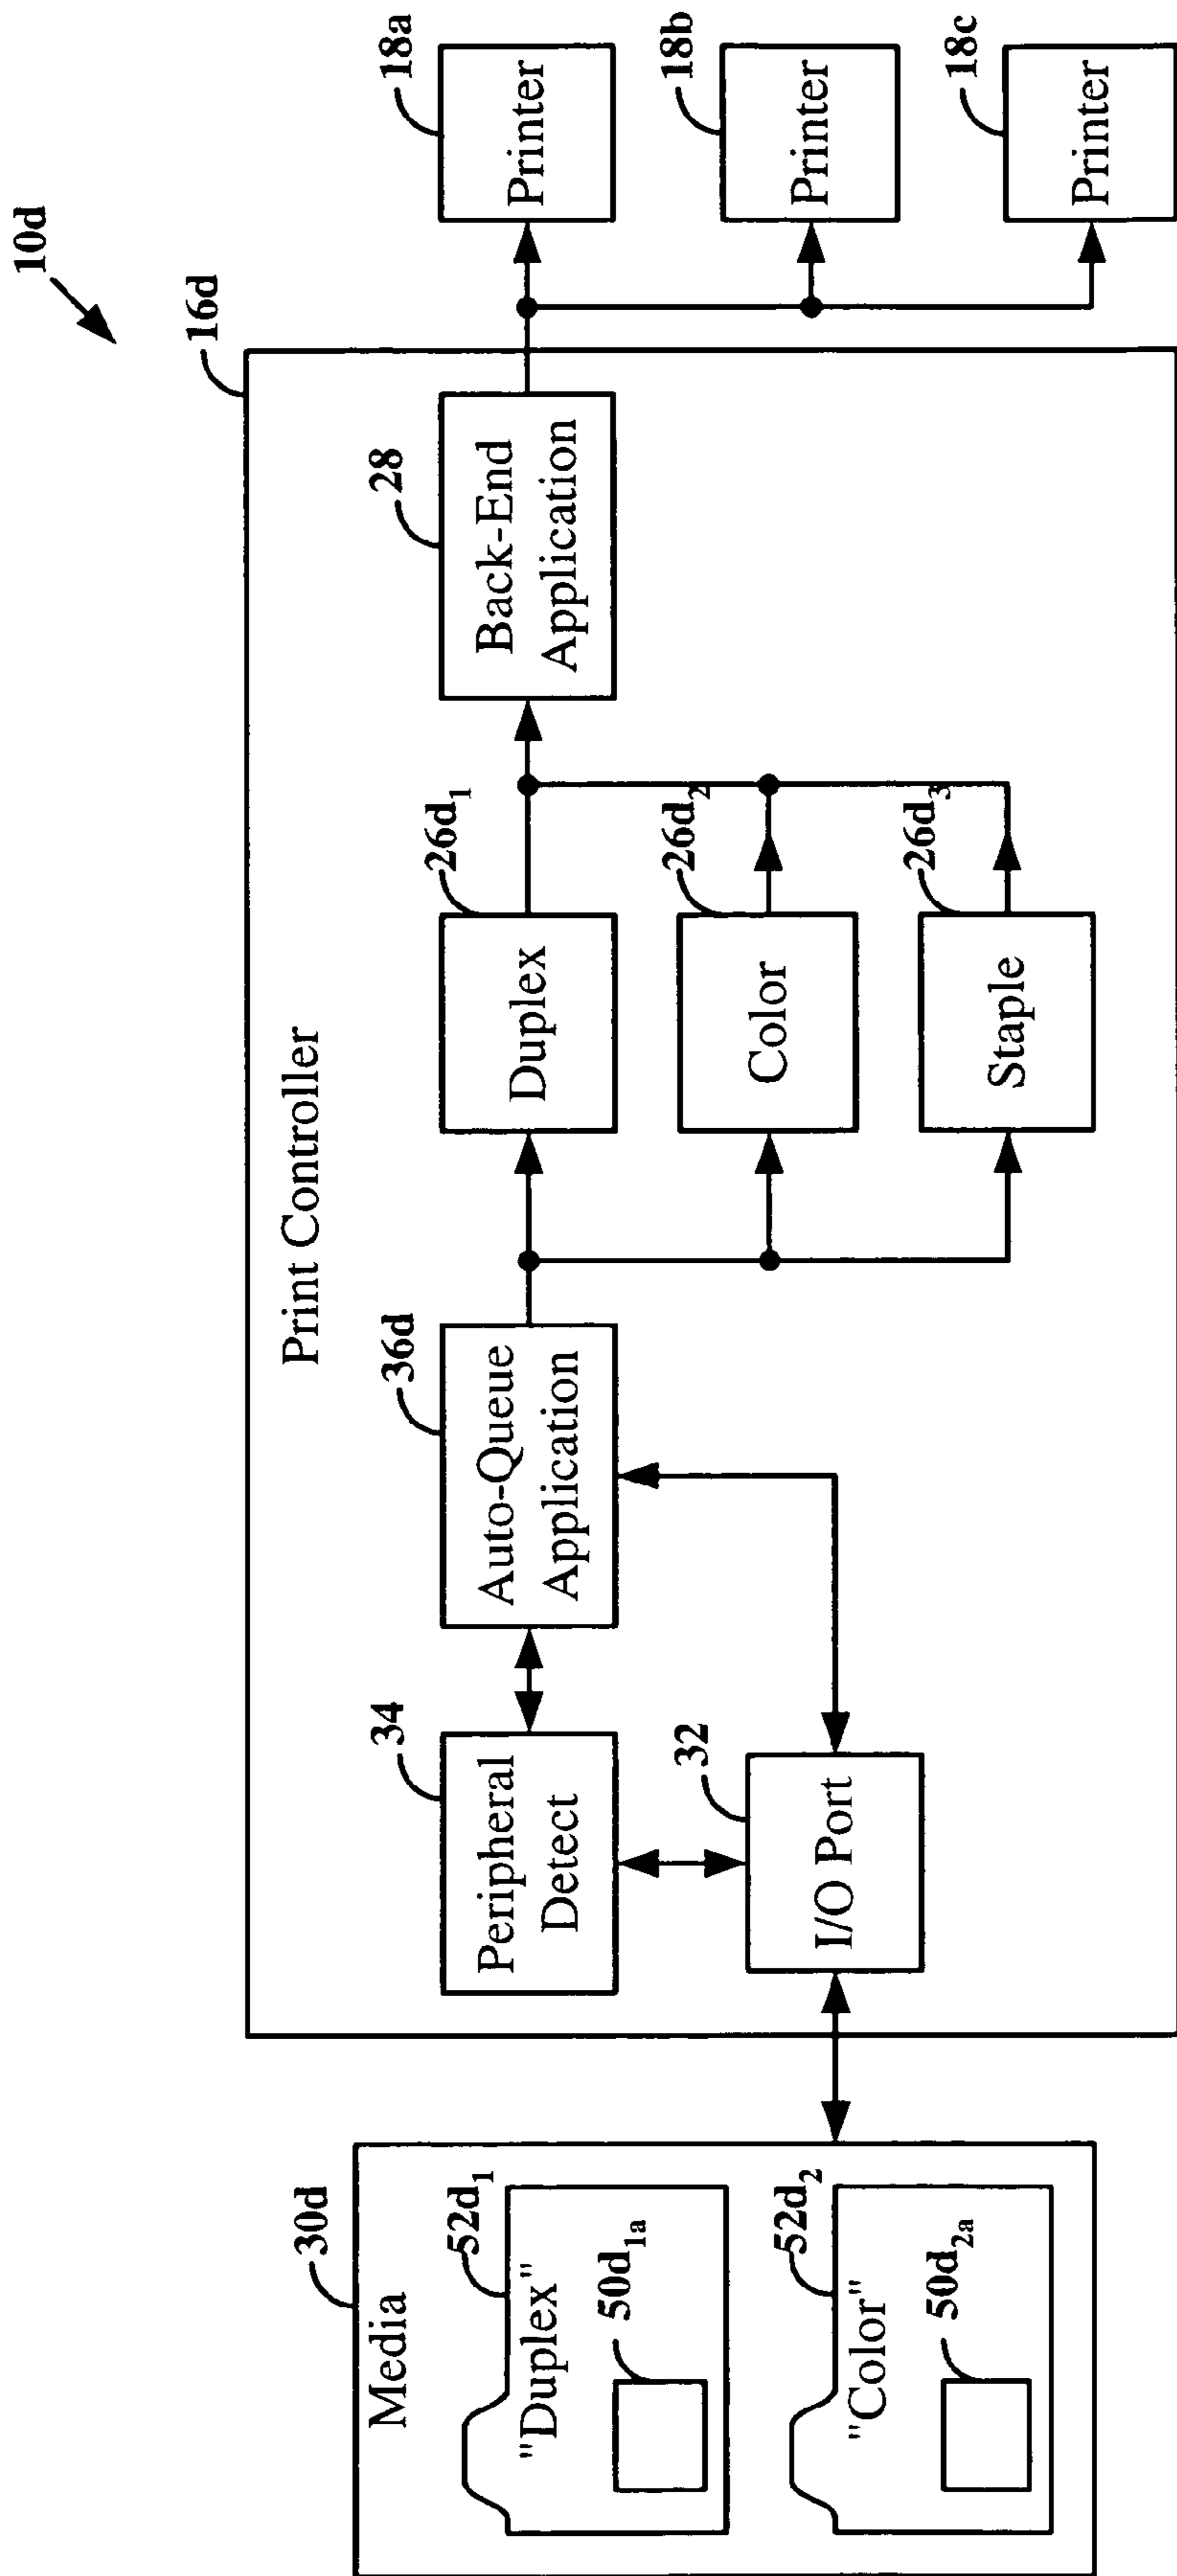 10d
16d
Print Controller
30d
Media
52d1
"Duplex"
50d1a
52d2
"Color"
50d2a
34
Peripheral
Detect
32
I/O Port
36d
Auto-Queue
Application
26d1
Duplex
26d2
Color
26d3
Staple
28
Back-End
Application
18a
Printer
18b
Printer
18c
Printer